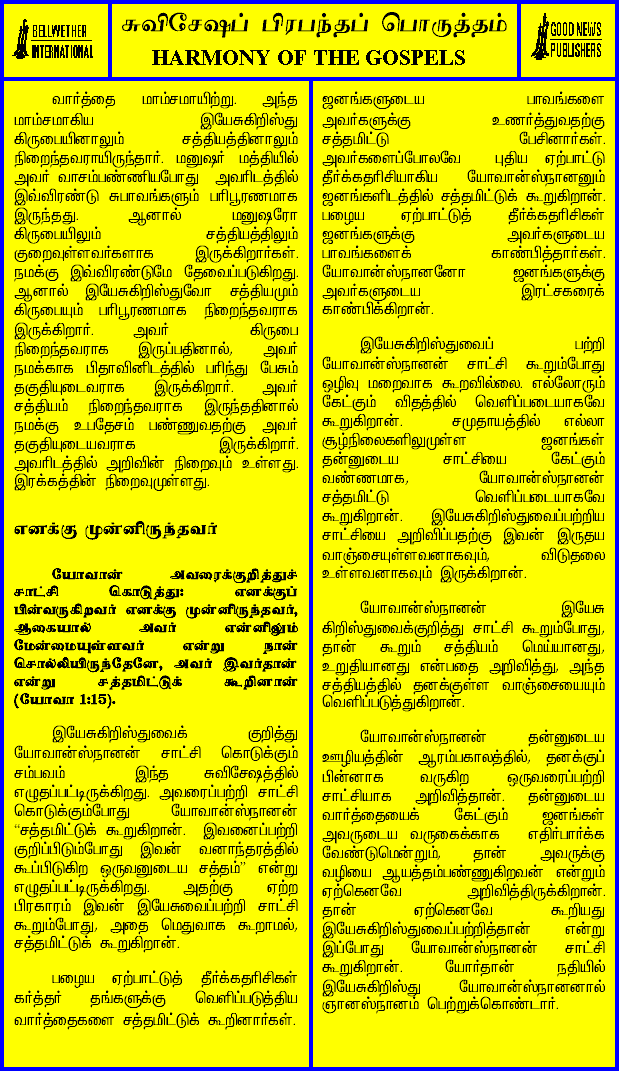 BELLWETHER
INTERNATIONAL
சுவிசேஷப் பிரபந்தப் பொருத்தம்
HARMONY OF THE GOSPELS
GOOD NEWS
PUBLISHERS
வார்த்தை மாம்சமாயிற்று. அந்த
மாம்சமாகிய இயேசுகிறிஸ்து
கிருபையினாலும் சத்தியத்தினாலும்
நிறைந்தவராயிருந்தார். மனுஷர் மத்தியில்
அவர் வாசம்பண்ணியபோது அவரிடத்தில்
இவ்விரண்டு சுபாவங்களும் பரிபூரணமாக
இருந்தது. ஆனால் மனுஷரோ
கிருபையிலும் சத்தியத்திலும்
குறைவுள்ளவர்களாக இருக்கிறார்கள்.
நமக்கு இவ்விரண்டுமே தேவைப்படுகிறது.
ஆனால் இயேசுகிறிஸ்துவோ சத்தியமும்
கிருபையும் பரிபூரணமாக நிறைந்தவராக
இருக்கிறார். அவர் கிருபை
நிறைந்தவராக இருப்பதினால், அவர்
நமக்காக பிதாவினிடத்தில் பரிந்து பேசும்
தகுதியுடைவராக இருக்கிறார். அவர்
சத்தியம் நிறைந்தவராக இருந்ததினால்
நமக்கு உபதேசம் பண்ணுவதற்கு அவர்
தகுதியுடையவராக இருக்கிறார்.
அவரிடத்தில் அறிவின் நிறைவும் உள்ளது.
இரக்கத்தின் நிறைவுமுள்ளது.
எனக்கு முன்னிருந்தவர்
யோவான் அவரைக்குறித்துச்
சாட்சி கொடுத்து: எனக்குப்
பின்வருகிறவர் எனக்கு முன்னிருந்தவர்,
ஆகையால் அவர் என்னிலும்
மேன்மையுள்ளவர் என்று நான்
சொல்லியிருந்தேனே, அவர் இவர்தான்
என்று சத்தமிட்டுக் கூறினான்
(யோவா 1:15).
இயேசுகிறிஸ்துவைக் குறித்து
யோவான்ஸ்நானன் சாட்சி கொடுக்கும்
சம்பவம் இந்த சுவிசேஷத்தில்
எழுதப்பட்டிருக்கிறது. அவரைப்பற்றி சாட்சி
கொடுக்கும்போது யோவான்ஸ்நானன்
“சத்தமிட்டுக் கூறுகிறான். இவனைப்பற்றி
குறிப்பிடும்போது இவன் வனாந்தரத்தில்
கூப்பிடுகிற ஒருவனுடைய சத்தம்” என்று
எழுதப்பட்டிருக்கிறது. அதற்கு ஏற்ற
பிரகாரம் இவன் இயேசுவைப்பற்றி சாட்சி
கூறும்போது, அதை மெதுவாக கூறாமல்,
சத்தமிட்டுக் கூறுகிறான்.
பழைய ஏற்பாட்டுத் தீர்க்கதரிசிகள்
கர்த்தர் தங்களுக்கு வெளிப்படுத்திய
வார்த்தைகளை சத்தமிட்டுக் கூறினார்கள்.
ஜனங்களுடைய பாவங்களை
அவர்களுக்கு உணர்த்துவதற்கு
சத்தமிட்டு பேசினார்கள்.
அவர்களைப்போலவே புதிய ஏற்பாட்டு
தீர்க்கதரிசியாகிய யோவான்ஸ்நானனும்
ஜனங்களிடத்தில் சத்தமிட்டுக் கூறுகிறான்.
பழைய ஏற்பாட்டுத் தீர்க்கதரிசிகள்
ஜனங்களுக்கு அவர்களுடைய
பாவங்களைக் காண்பித்தார்கள்.
யோவான்ஸ்நானனோ ஜனங்களுக்கு
அவர்களுடைய இரட்சகரைக்
காண்பிக்கிறான்.
இயேசுகிறிஸ்துவைப் பற்றி
யோவான்ஸ்நானன் சாட்சி கூறும்போது
ஒழிவு மறைவாக கூறவில்லை. எல்லோரும்
கேட்கும் விதத்தில் வெளிப்படையாகவே
கூறுகிறான். சமுதாயத்தில் எல்லா
சூழ்நிலைகளிலுமுள்ள ஜனங்கள்
தன்னுடைய சாட்சியை கேட்கும்
வண்ணமாக, யோவான்ஸ்நானன்
சத்தமிட்டு வெளிப்படையாகவே
கூறுகிறான். இயேசுகிறிஸ்துவைப்பற்றிய
சாட்சியை அறிவிப்பதற்கு இவன் இருதய
வாஞ்சையுள்ளவனாகவும், விடுதலை
உள்ளவனாகவும் இருக்கிறான்.
யோவான்ஸ்நானன் இயேசு
கிறிஸ்துவைக்குறித்து சாட்சி கூறும்போது,
தான் கூறும் சத்தியம் மெய்யானது,
உறுதியானது என்பதை அறிவித்து, அந்த
சத்தியத்தில் தனக்குள்ள வாஞ்சையையும்
வெளிப்படுத்துகிறான்.
யோவான்ஸ்நானன் தன்னுடைய
ஊழியத்தின் ஆரம்பகாலத்தில், தனக்குப்
பின்னாக வருகிற ஒருவரைப்பற்றி
சாட்சியாக அறிவித்தான். தன்னுடைய
வார்த்தையைக் கேட்கும் ஜனங்கள்
அவருடைய வருகைக்காக எதிர்பார்க்க
வேண்டுமென்றும், தான் அவருக்கு
வழியை ஆயத்தம்பண்ணுகிறவன் என்றும்
ஏற்கெனவே அறிவித்திருக்கிறான்.
தான் ஏற்கெனவே கூறியது
இயேசுகிறிஸ்துவைப்பற்றித்தான் என்று
இப்போது யோவான்ஸ்நானன் சாட்சி
கூறுகிறான். யோர்தான் நதியில்
இயேசுகிறிஸ்து யோவான்ஸ்நானனால்
ஞானஸ்நானம் பெற்றுக்கொண்டார்.